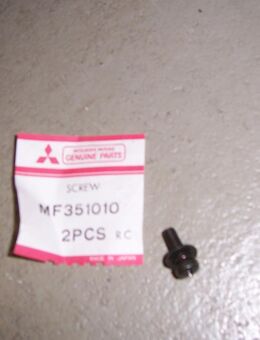 MITSUBISHI MOTORS
GENUINE PARTS
SCREW
MF351010
2PCS RC
MADE IN JAPAN